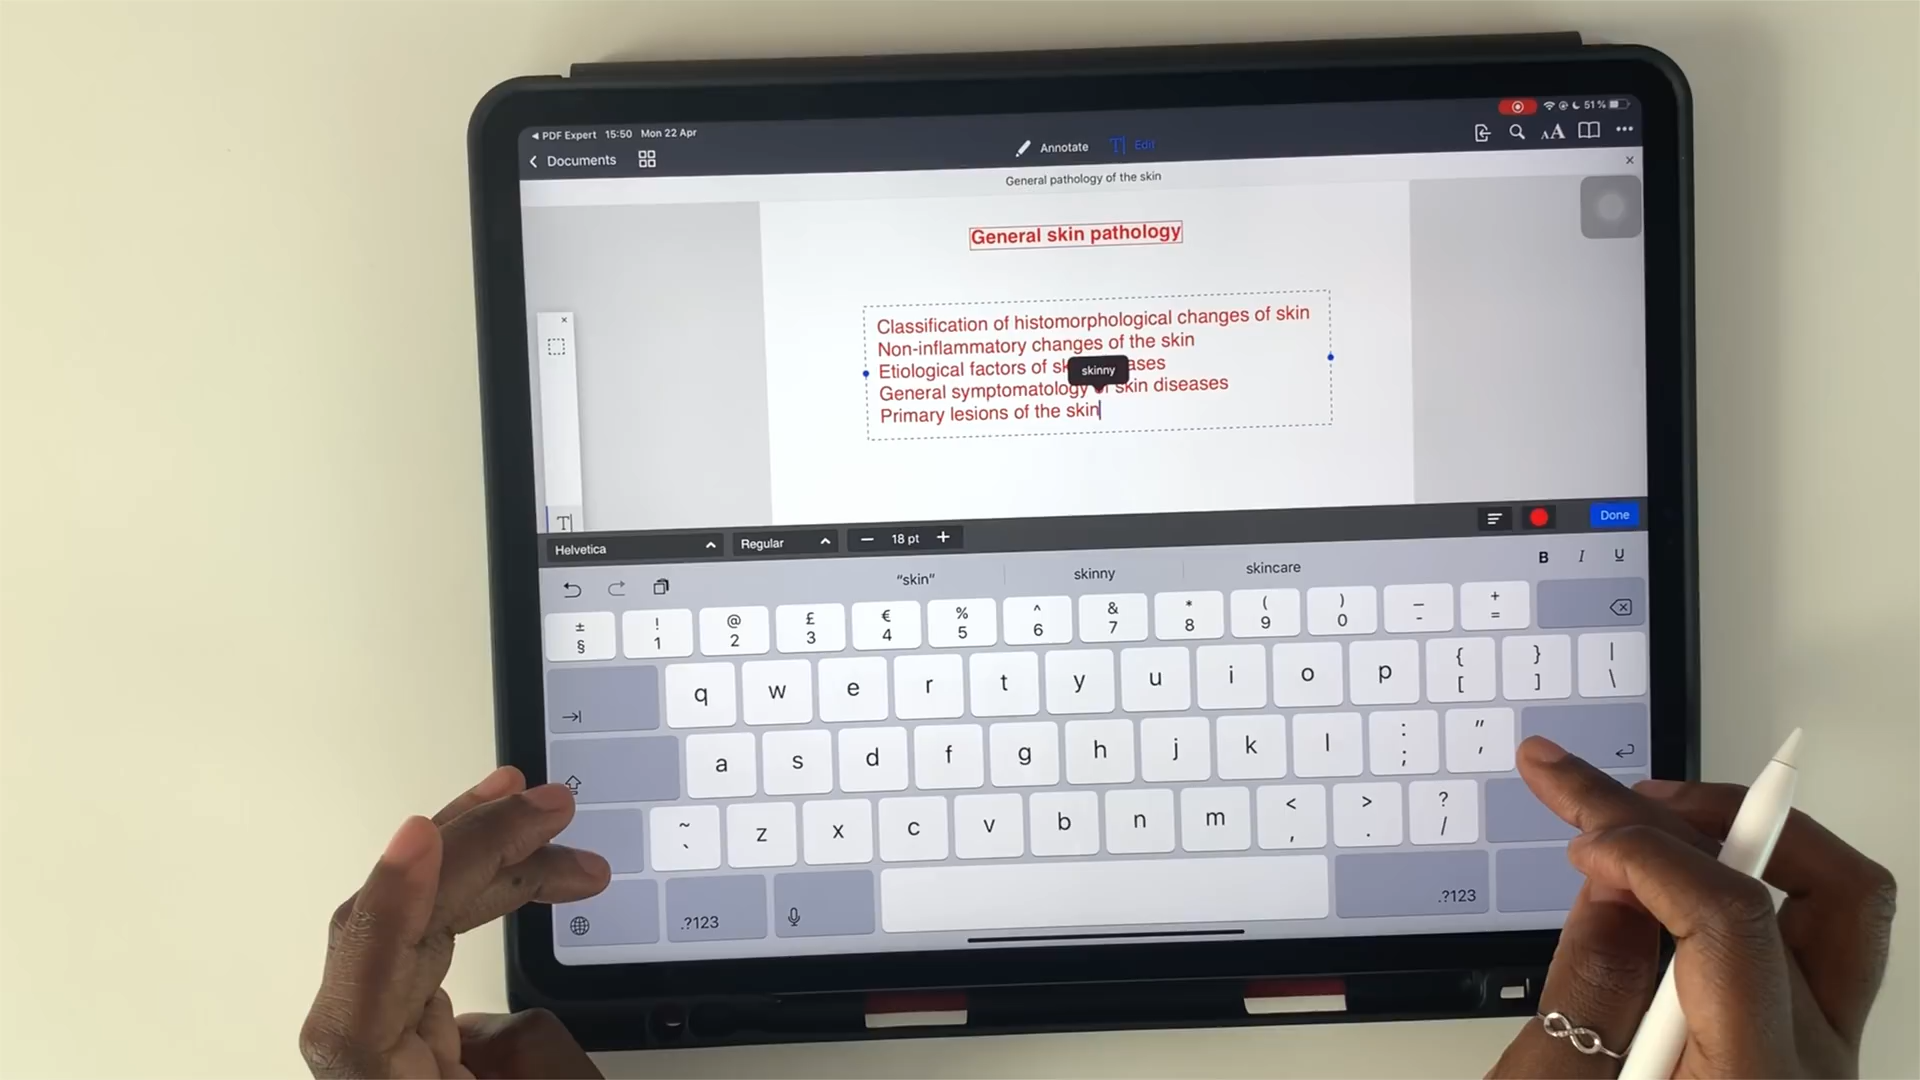 PDF Expert 15:50 Mon 22 Apr
51%
Documents
Annotate
Edit
AA
General pathology of the skin
General skin pathology
Classification of histomorphological changes of skin
Non-inflammatory changes of the skin
Etiological factors of sk ases
skinny
General symptomatology of skin diseases
Primary lesions of the skin
T
Helvetica
Regular
− 18 pt +
Done
"skin"
skinny
skincare
B I U
± ! @ £ € % ^ & * ( ) _ +
§ 1 2 3 4 5 6 7 8 9 0 - =
q w e r t y u i o p { } |
[ ] \
a s d f g h j k l : "
; '
~ z x c v b n m < > ?
` , . /
.?123
.?123